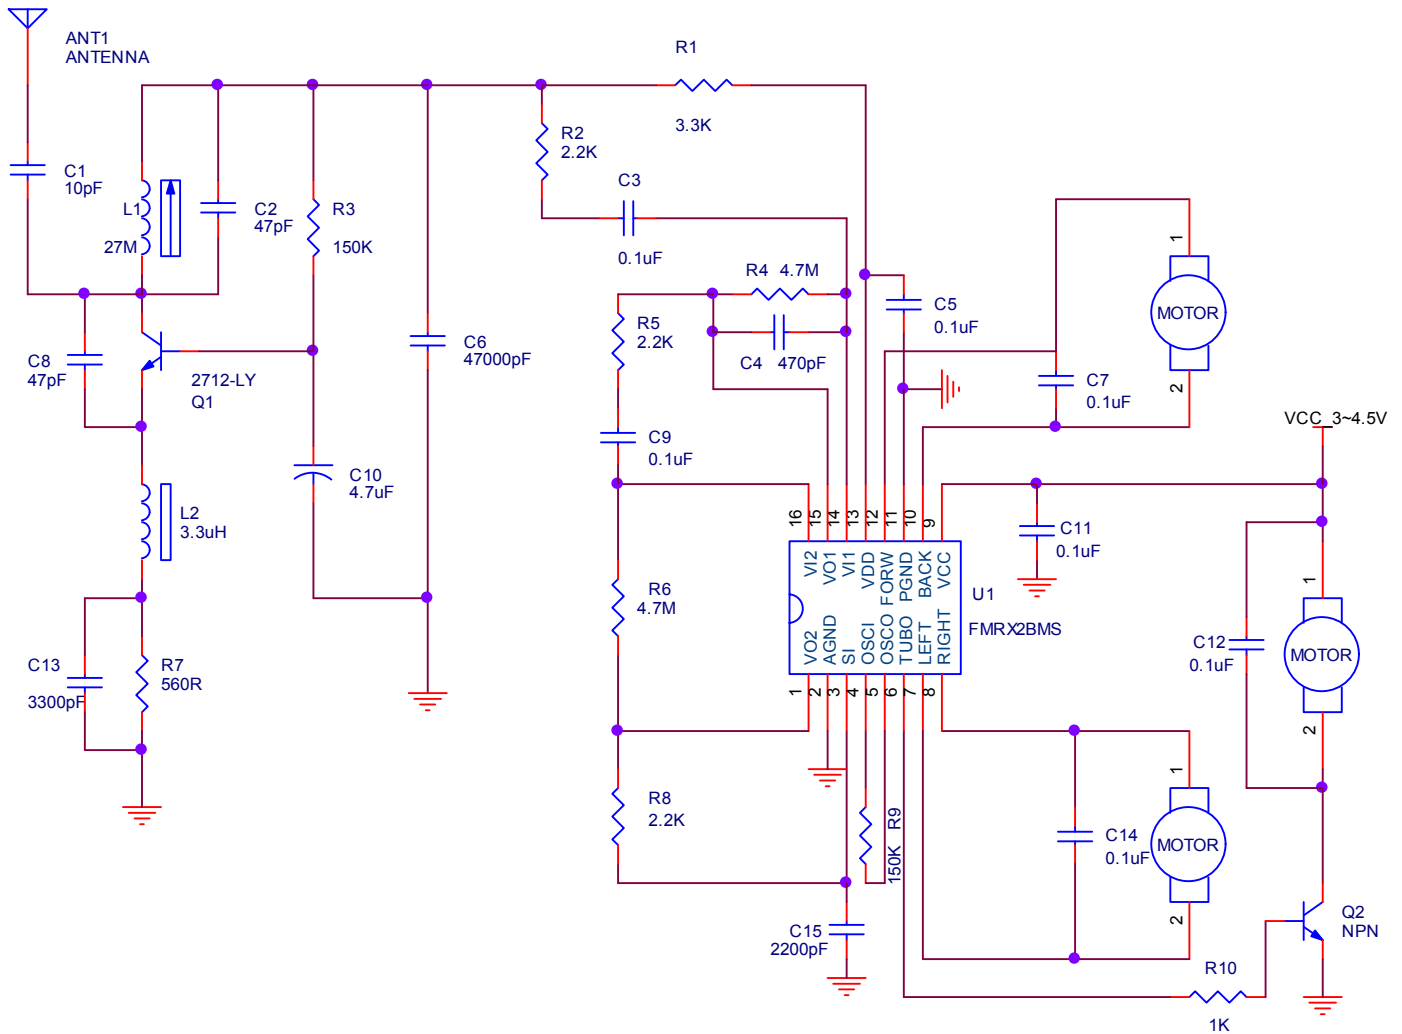 ANT1
ANTENNA
R1
3.3K
R2
2.2K
C1
10pF
L1
27M
C2
47pF
R3
150K
C3
0.1uF
R4 4.7M
C5
0.1uF
R5
2.2K
C4 470pF
C6
47000pF
C8
47pF
2712-LY
Q1
MOTOR
1
2
C7
0.1uF
VCC_3~4.5V
C9
0.1uF
C10
4.7uF
L2
3.3uH
C11
0.1uF
16
15
14
13
12
11
10
9
VI2
VO1
VI1
VDD
FORW
PGND
BACK
VCC
U1
FMRX2BMS
VO2
AGND
SI
OSCI
OSCO
TUBO
LEFT
RIGHT
1
2
3
4
5
6
7
8
R6
4.7M
C12
0.1uF
MOTOR
1
2
C13
3300pF
R7
560R
R8
2.2K
R9
150K
C14
0.1uF
MOTOR
1
2
C15
2200pF
Q2
NPN
R10
1K